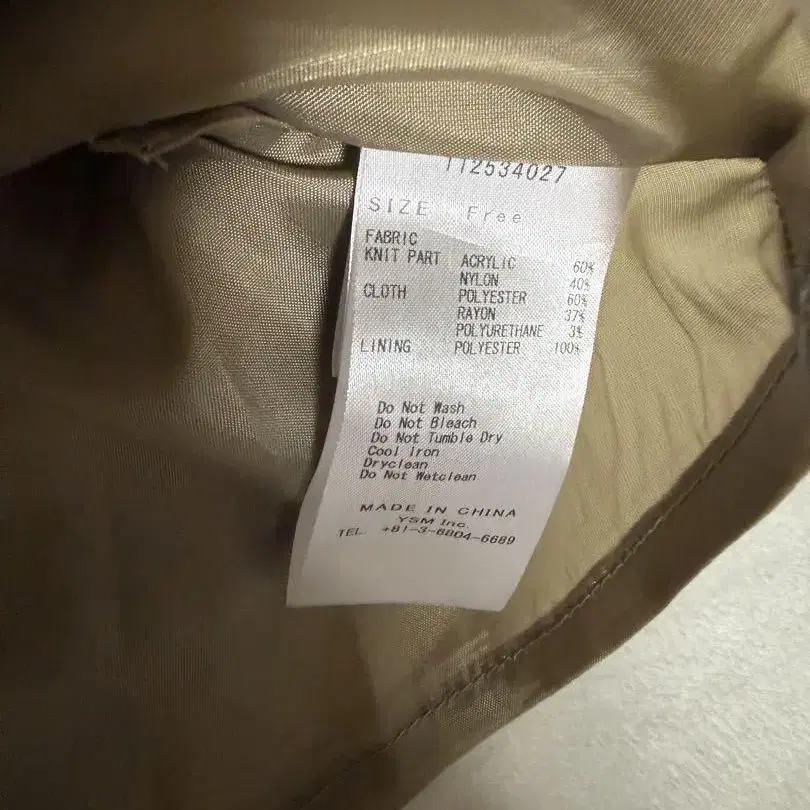 112534027
SIZE Free
FABRIC
KNIT PART ACRYLIC 60%
NYLON 40%
CLOTH POLYESTER 60%
RAYON 37%
POLYURETHANE 3%
LINING POLYESTER 100%
Do Not Wash
Do Not Bleach
Do Not Tumble Dry
Cool Iron
Dryclean
Do Not Wetclean
MADE IN CHINA
YSM Inc.
TEL. +81-3-6804-6689